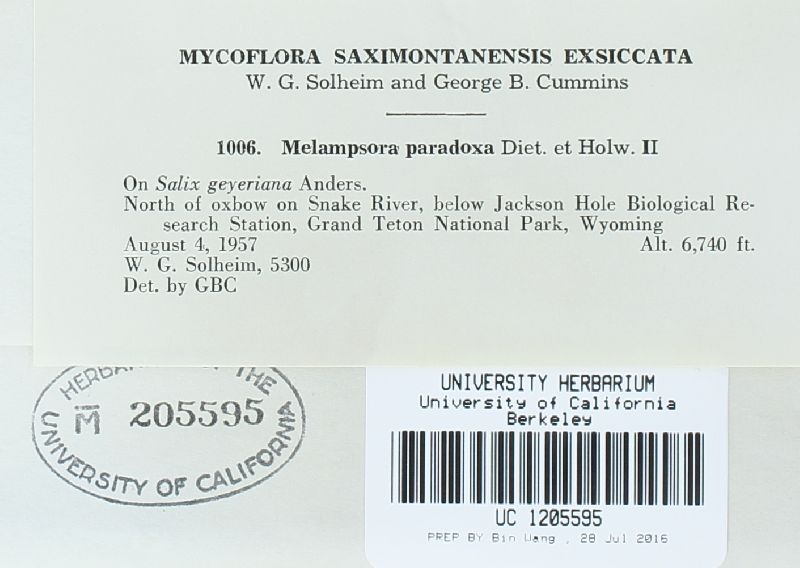 MYCOFLORA SAXIMONTANENSIS EXSICCATA
W. G. Solheim and George B. Cummins
1006. Melampsora paradoxa Diet. et Holw. II
On Salix geyeriana Anders.
North of oxbow on Snake River, below Jackson Hole Biological Re-
search Station, Grand Teton National Park, Wyoming
August 4, 1957 Alt. 6,740 ft.
W. G. Solheim, 5300
Det. by GBC
THE
M 205595
UNIVERSITY OF CALIFORNIA
UNIVERSITY HERBARIUM
University of California
Berkeley
UC 1205595
PREP BY Bin Wang , 28 Jul 2016